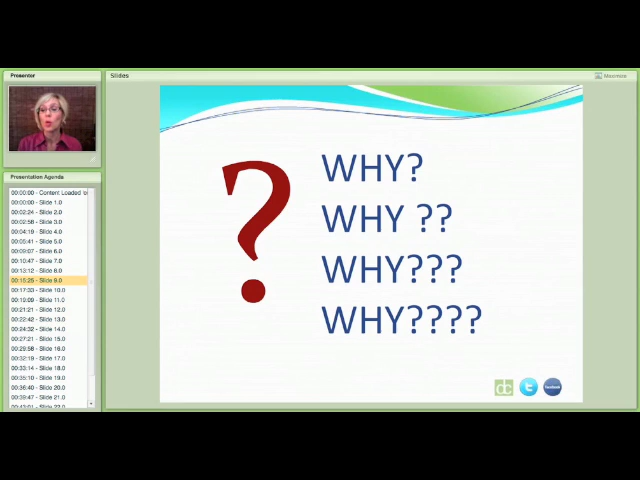 Presenter
Slides
Maximize
Presentation Agenda
00:00:00 - Content Loaded
00:00:00 - Slide 1.0
00:02:24 - Slide 2.0
00:02:58 - Slide 3.0
00:04:19 - Slide 4.0
00:05:41 - Slide 5.0
00:09:07 - Slide 6.0
00:10:47 - Slide 7.0
00:13:12 - Slide 8.0
00:15:25 - Slide 9.0
00:17:33 - Slide 10.0
00:19:09 - Slide 11.0
00:21:21 - Slide 12.0
00:22:42 - Slide 13.0
00:24:32 - Slide 14.0
00:27:21 - Slide 15.0
00:29:58 - Slide 16.0
00:32:19 - Slide 17.0
00:33:14 - Slide 18.0
00:35:10 - Slide 19.0
00:36:40 - Slide 20.0
00:39:47 - Slide 21.0
?
WHY?
WHY ??
WHY???
WHY????
dc
facebook